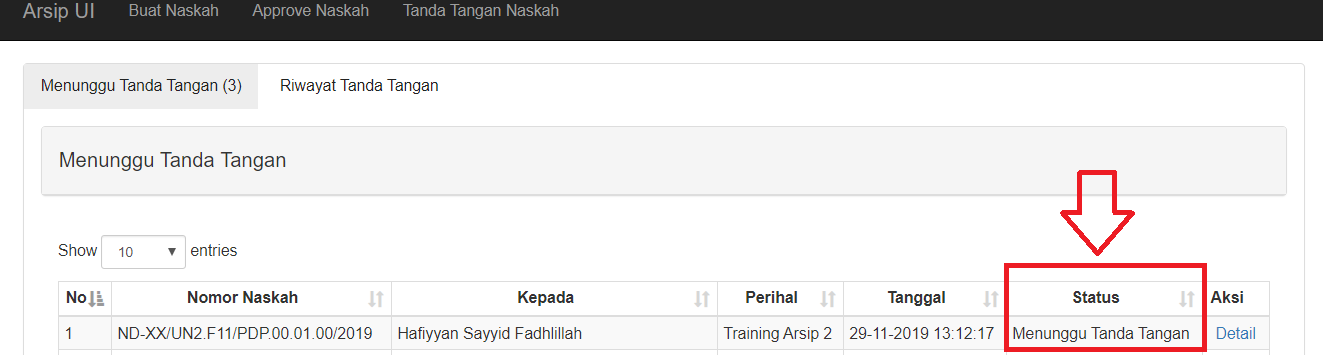 Arsip UI Buat Naskah Approve Naskah Tanda Tangan Naskah
Menunggu Tanda Tangan (3) Riwayat Tanda Tangan
Menunggu Tanda Tangan
Show 10 entries
No Nomor Naskah Kepada Perihal Tanggal Status Aksi
1 ND-XX/UN2.F11/PDP.00.01.00/2019 Hafiyyan Sayyid Fadhlillah Training Arsip 2 29-11-2019 13:12:17 Menunggu Tanda Tangan Detail